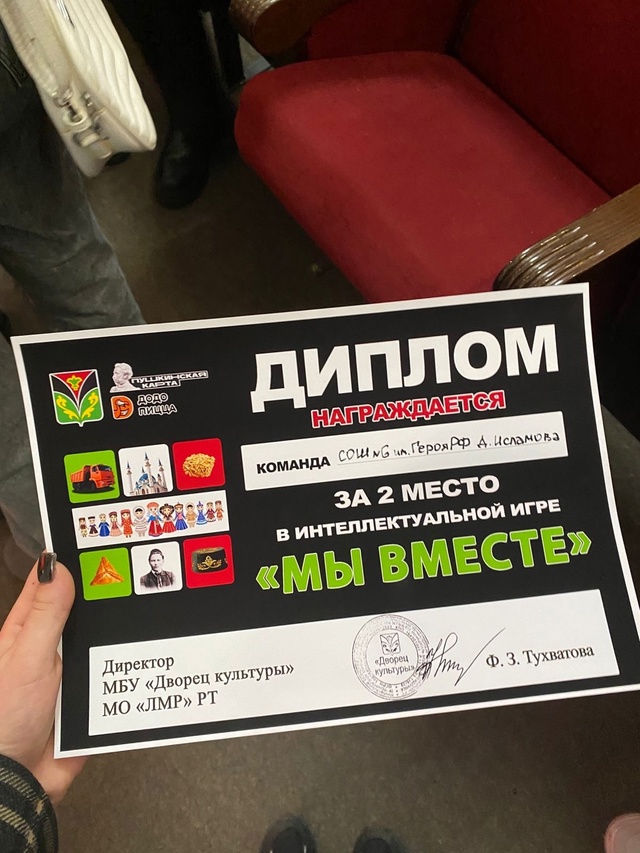 ПУШКИНСКАЯ
КАРТА
ДОДО
ПИЦЦА
ДИПЛОМ
НАГРАЖДАЕТСЯ
КОМАНДА СОШ №6 им. Героя РФ Д. Исламова
ЗА 2 МЕСТО
В ИНТЕЛЛЕКТУАЛЬНОЙ ИГРЕ
«МЫ ВМЕСТЕ»
Директор
МБУ «Дворец культуры»
МО «ЛМР» РТ
«Дворец
культуры»
Ф. З. Тухватова